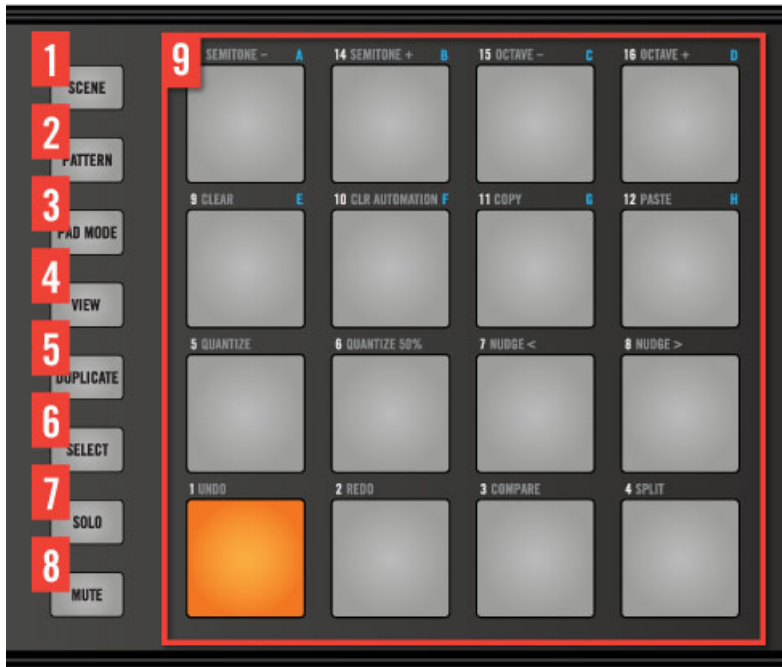 1
SCENE
2
PATTERN
3
PAD MODE
4
VIEW
5
DUPLICATE
6
SELECT
7
SOLO
8
MUTE
9
SEMITONE - A
14 SEMITONE + B
15 OCTAVE - C
16 OCTAVE + D
9 CLEAR E
10 CLR AUTOMATION F
11 COPY G
12 PASTE H
5 QUANTIZE
6 QUANTIZE 50%
7 NUDGE <
8 NUDGE >
1 UNDO
2 REDO
3 COMPARE
4 SPLIT